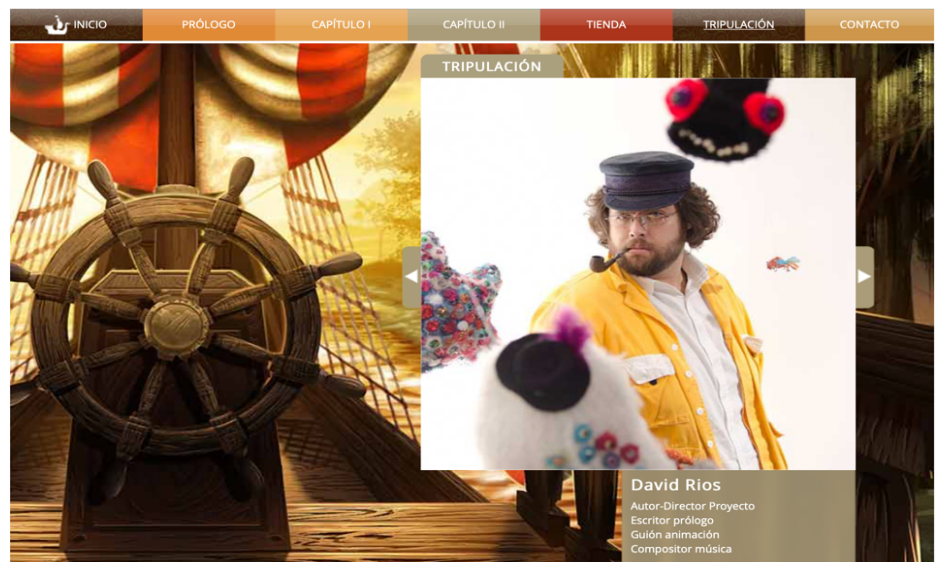 INICIO
PRÓLOGO
CAPÍTULO I
CAPÍTULO II
TIENDA
TRIPULACIÓN
CONTACTO
TRIPULACIÓN
David Rios
Autor-Director Proyecto
Escritor prólogo
Guión animación
Compositor música